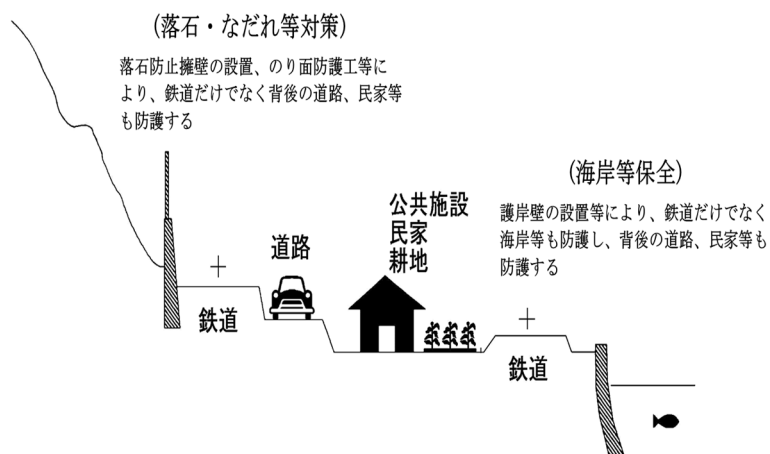 (落石・なだれ等対策)
落石防止擁壁の設置、のり面防護工等に
より、鉄道だけでなく背後の道路、民家等
も防護する
(海岸等保全)
護岸壁の設置等により、鉄道だけでなく
海岸等も防護し、背後の道路、民家等も
防護する
公共施設
民家
耕地
道路
鉄道
鉄道